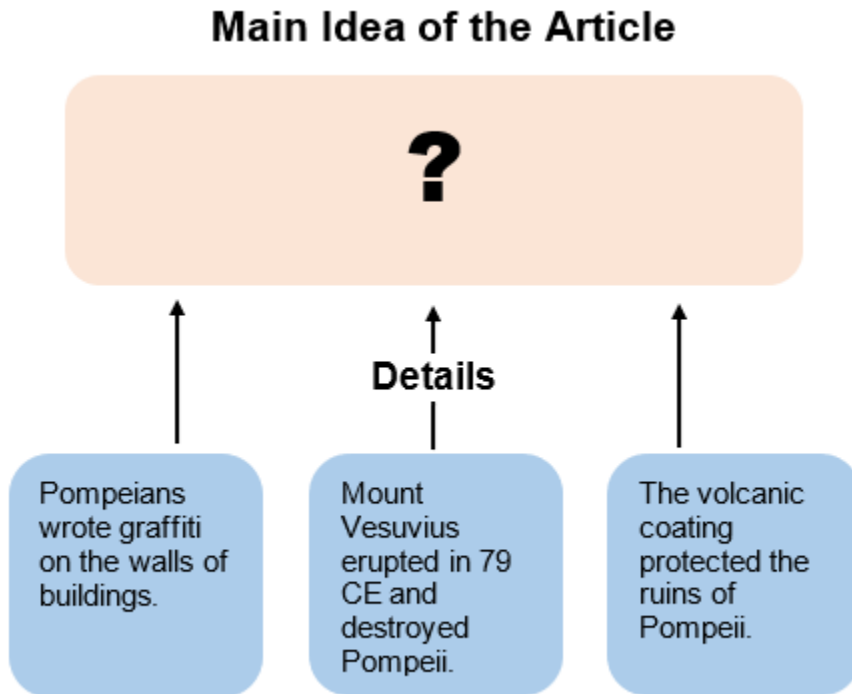 Main Idea of the Article
?
Details
Pompeians
wrote graffiti
on the walls of
buildings.
Mount
Vesuvius
erupted in 79
CE and
destroyed
Pompeii.
The volcanic
coating
protected the
ruins of
Pompeii.